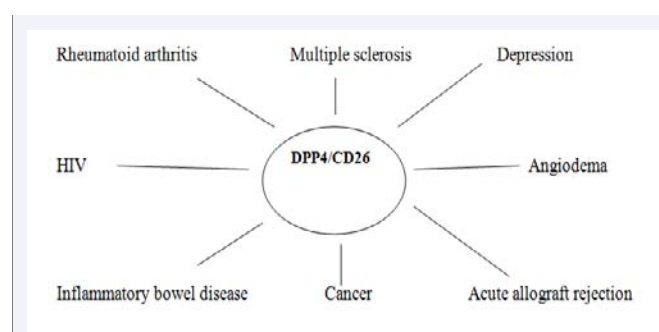 Rheumatoid arthritis Multiple sclerosis Depression
DPP4/CD26
HIV Angiodema
Inflammatory bowel disease Cancer Acute allograft rejection